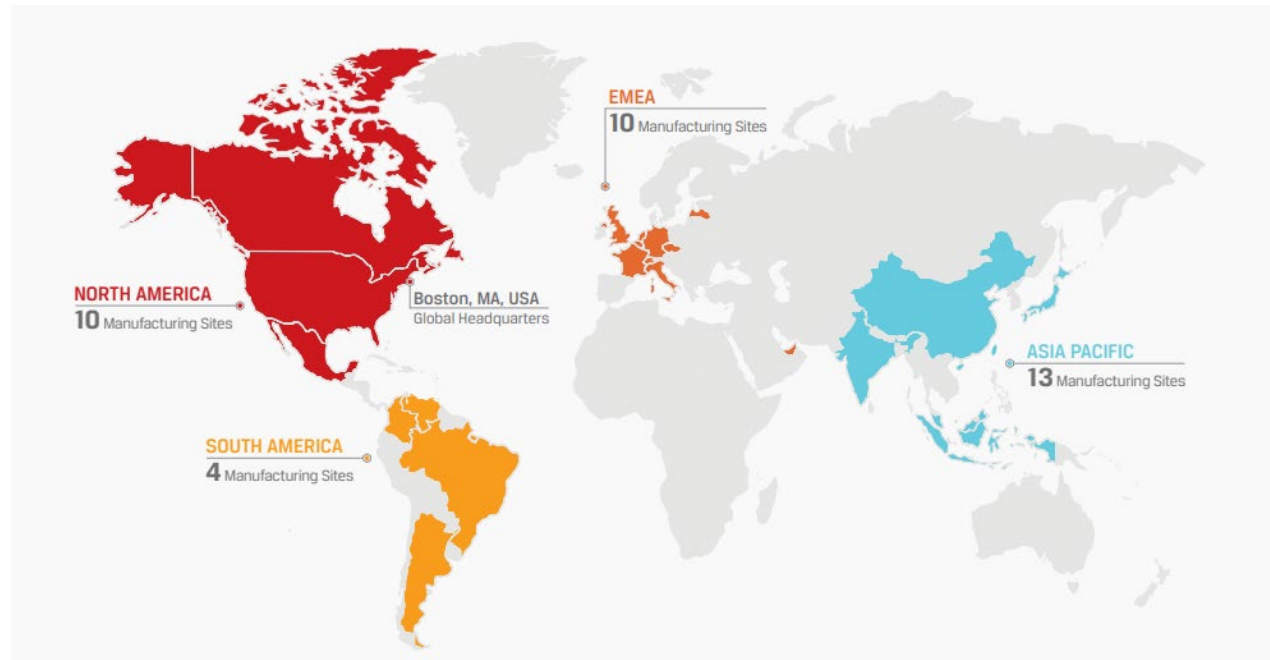 EMEA
10 Manufacturing Sites
NORTH AMERICA
10 Manufacturing Sites
Boston, MA, USA
Global Headquarters
ASIA PACIFIC
13 Manufacturing Sites
SOUTH AMERICA
4 Manufacturing Sites